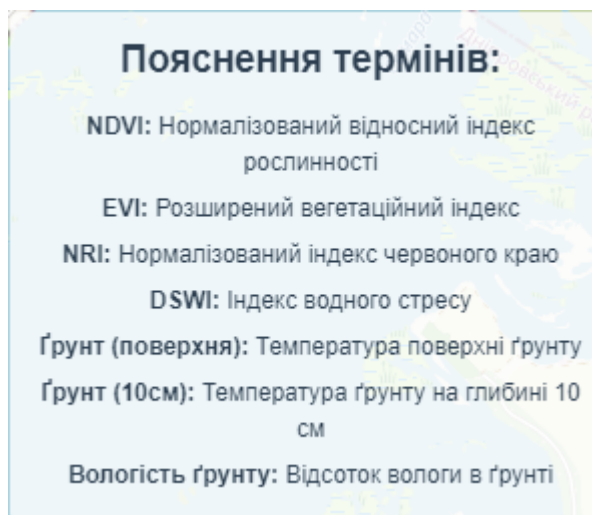 Пояснення термінів:
NDVI: Нормалізований відносний індекс
рослинності
EVI: Розширений вегетаційний індекс
NRI: Нормалізований індекс червоного краю
DSWI: Індекс водного стресу
Ґрунт (поверхня): Температура поверхні ґрунту
Ґрунт (10см): Температура ґрунту на глибині 10
см
Вологість ґрунту: Відсоток вологи в ґрунті